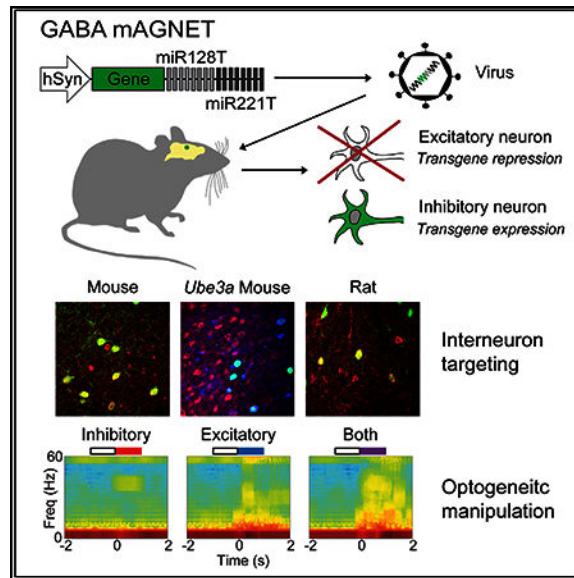 GABA mAGNET
miR128T
hSyn Gene
miR221T
Virus
Excitatory neuron
Transgene repression
Inhibitory neuron
Transgene expression
Mouse Ube3a Mouse Rat
Interneuron
targeting
Inhibitory Excitatory Both
60
Freq (Hz)
0
-2 0 2 -2 0 2 -2 0 2
Time (s)
Optogeneitc
manipulation